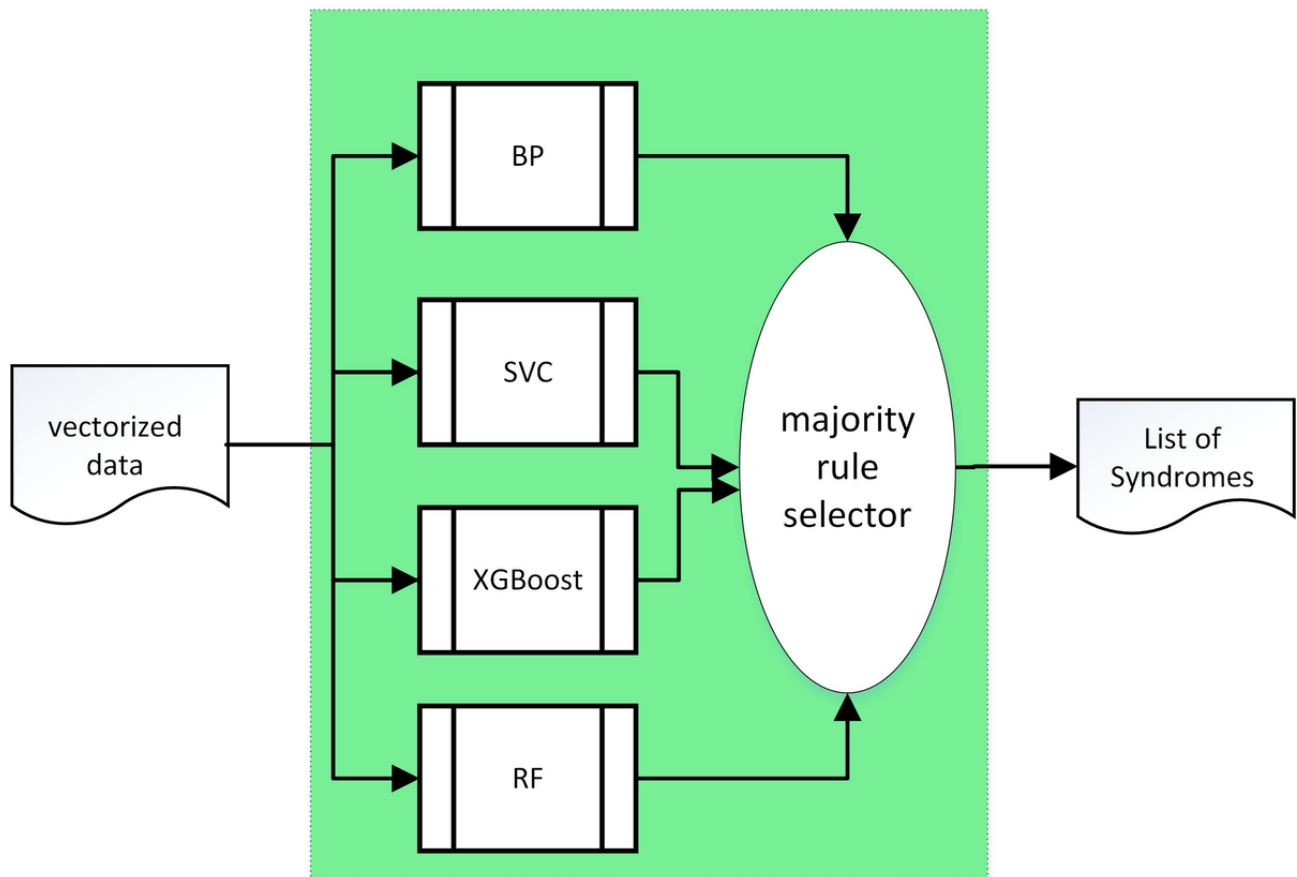 vectorized
data
BP
SVC
XGBoost
RF
majority
rule
selector
List of
Syndromes